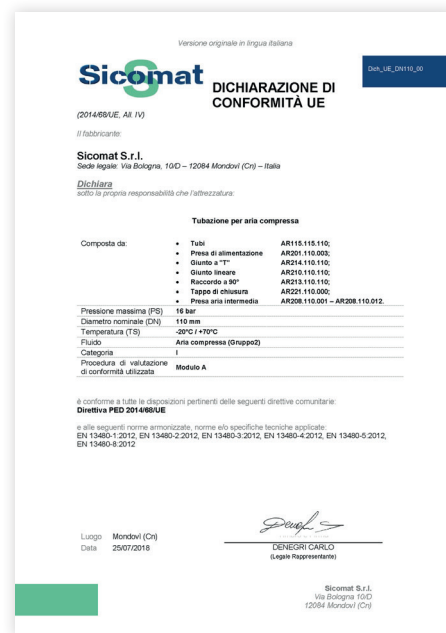 Versione originale in lingua italiana
Dich_UE_DN110_00
Sicomat
DICHIARAZIONE DI
CONFORMITÀ UE
(2014/68/UE, All. IV)
Il fabbricante:
Sicomat S.r.l.
Sede legale: Via Bologna, 10/D – 12084 Mondovì (Cn) – Italia
Dichiara
sotto la propria responsabilità che l'attrezzatura:
Tubazione per aria compressa
Composta da:
• Tubi AR115.115.110;
• Presa di alimentazione AR201.110.003;
• Giunto a "T" AR214.110.110;
• Giunto lineare AR210.110.110;
• Raccordo a 90° AR213.110.110;
• Tappo di chiusura AR221.110.000;
• Presa aria intermedia AR208.110.001 – AR208.110.012.
Pressione massima (PS) 16 bar
Diametro nominale (DN) 110 mm
Temperatura (TS) -20°C / +70°C
Fluido Aria compressa (Gruppo2)
Categoria I
Procedura di valutazione
di conformità utilizzata Modulo A
è conforme a tutte le disposizioni pertinenti delle seguenti direttive comunitarie:
Direttiva PED 2014/68/UE
e alle seguenti norme armonizzate, norme e/o specifiche tecniche applicate:
EN 13480-1:2012, EN 13480-2:2012, EN 13480-3:2012, EN 13480-4:2012, EN 13480-5:2012,
EN 13480-8:2012
Luogo Mondovì (Cn)
Data 25/07/2018
DENEGRI CARLO
(Legale Rappresentante)
Sicomat S.r.l.
Via Bologna 10/D
12084 Mondovì (Cn)